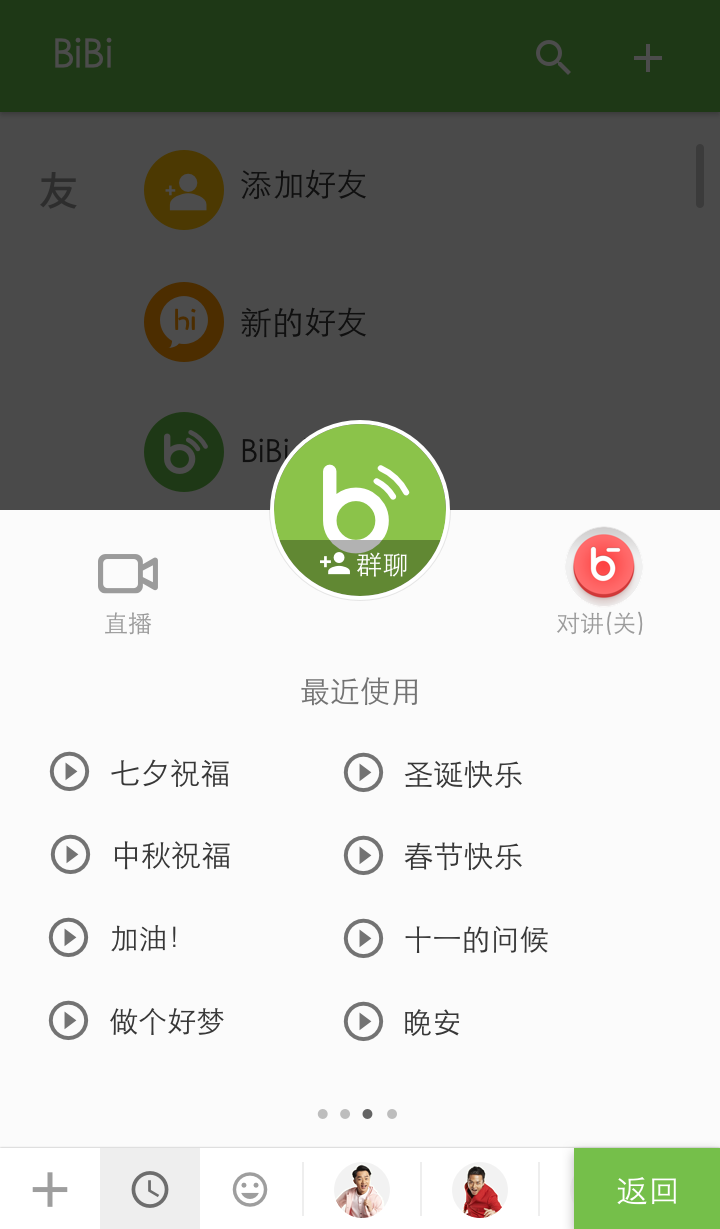 BiBi
友
添加好友
hi
新的好友
BiBi
群聊
直播
对讲(关)
最近使用
七夕祝福
圣诞快乐
中秋祝福
春节快乐
加油!
十一的问候
做个好梦
晚安
返回